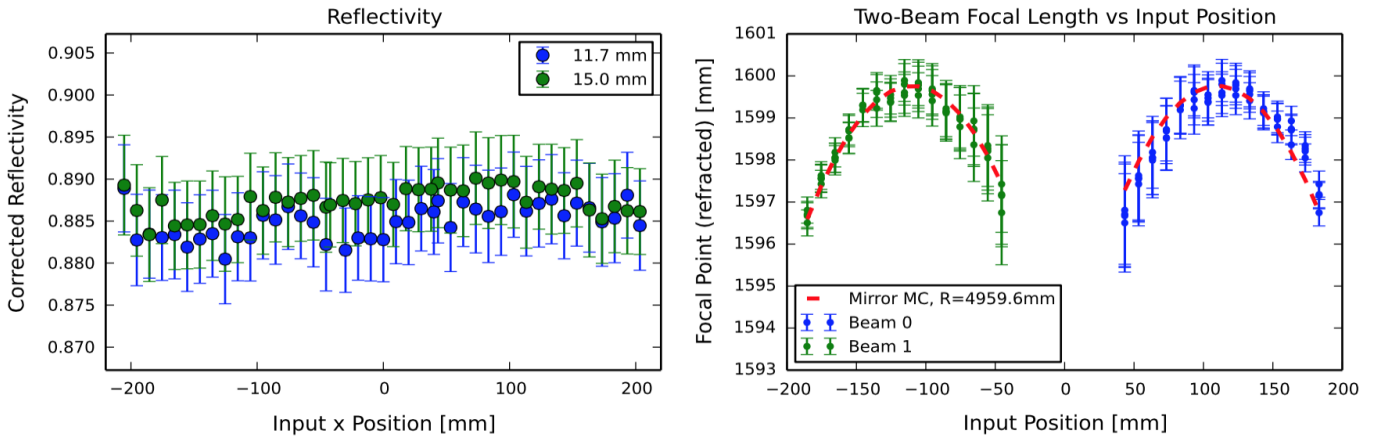 Reflectivity
0.905
0.900
0.895
0.890
0.885
0.880
0.875
0.870
Corrected Reflectivity
11.7 mm
15.0 mm
−200
−100
0
100
200
Input x Position [mm]
Two-Beam Focal Length vs Input Position
1601
1600
1599
1598
1597
1596
1595
1594
1593
Focal Point (refracted) [mm]
Mirror MC, R=4959.6mm
Beam 0
Beam 1
−200
−150
−100
−50
0
50
100
150
200
Input Position [mm]